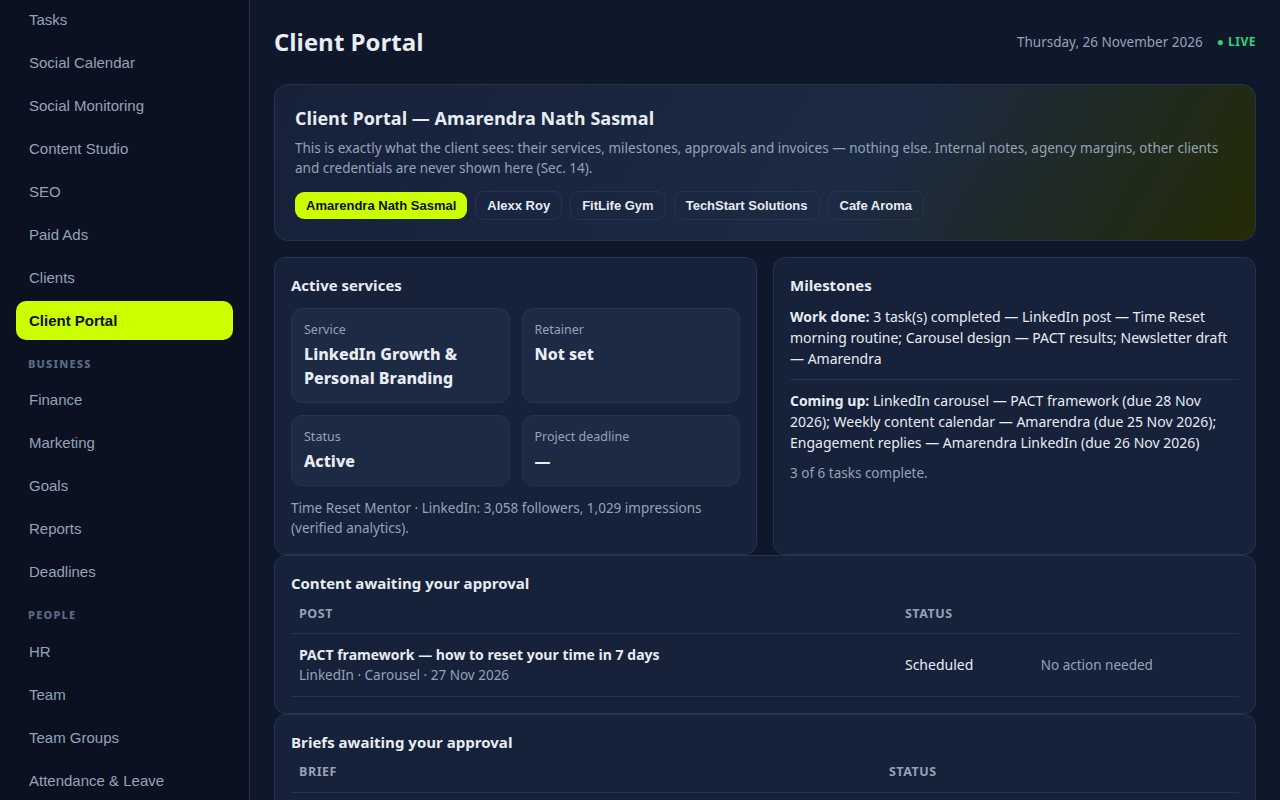 Tasks
Social Calendar
Social Monitoring
Content Studio
SEO
Paid Ads
Clients
Client Portal
BUSINESS
Finance
Marketing
Goals
Reports
Deadlines
PEOPLE
HR
Team
Team Groups
Attendance & Leave
Client Portal
Thursday, 26 November 2026 ● LIVE
Client Portal — Amarendra Nath Sasmal
This is exactly what the client sees: their services, milestones, approvals and invoices — nothing else. Internal notes, agency margins, other clients
and credentials are never shown here (Sec. 14).
Amarendra Nath Sasmal Alexx Roy FitLife Gym TechStart Solutions Cafe Aroma
Active services
Service
LinkedIn Growth &
Personal Branding
Retainer
Not set
Status
Active
Project deadline
—
Time Reset Mentor · LinkedIn: 3,058 followers, 1,029 impressions
(verified analytics).
Milestones
Work done: 3 task(s) completed — LinkedIn post — Time Reset
morning routine; Carousel design — PACT results; Newsletter draft
— Amarendra
Coming up: LinkedIn carousel — PACT framework (due 28 Nov
2026); Weekly content calendar — Amarendra (due 25 Nov 2026);
Engagement replies — Amarendra LinkedIn (due 26 Nov 2026)
3 of 6 tasks complete.
Content awaiting your approval
POST STATUS
PACT framework — how to reset your time in 7 days
LinkedIn · Carousel · 27 Nov 2026
Scheduled No action needed
Briefs awaiting your approval
BRIEF STATUS